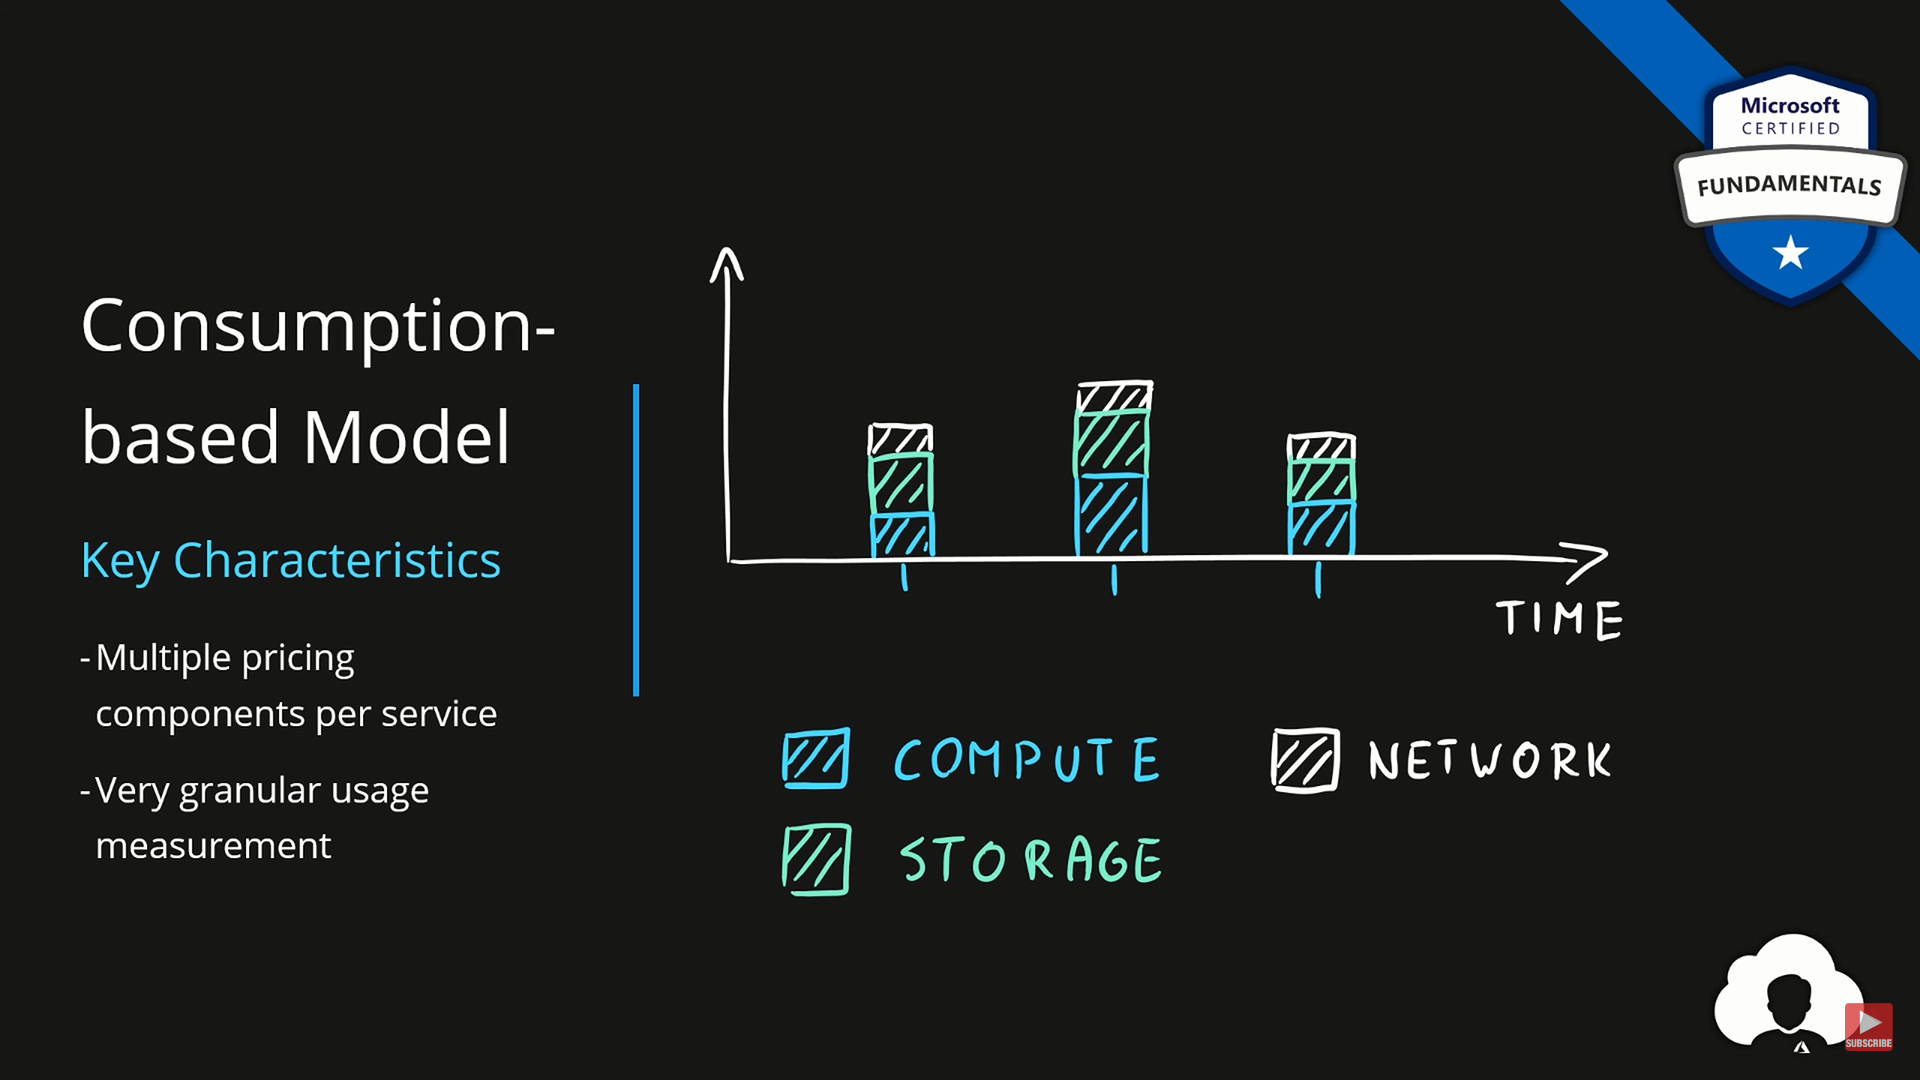 Microsoft
CERTIFIED
FUNDAMENTALS
Consumption-
based Model
Key Characteristics
- Multiple pricing
components per service
- Very granular usage
measurement
TIME
COMPUTE
NETWORK
STORAGE
SUBSCRIBE